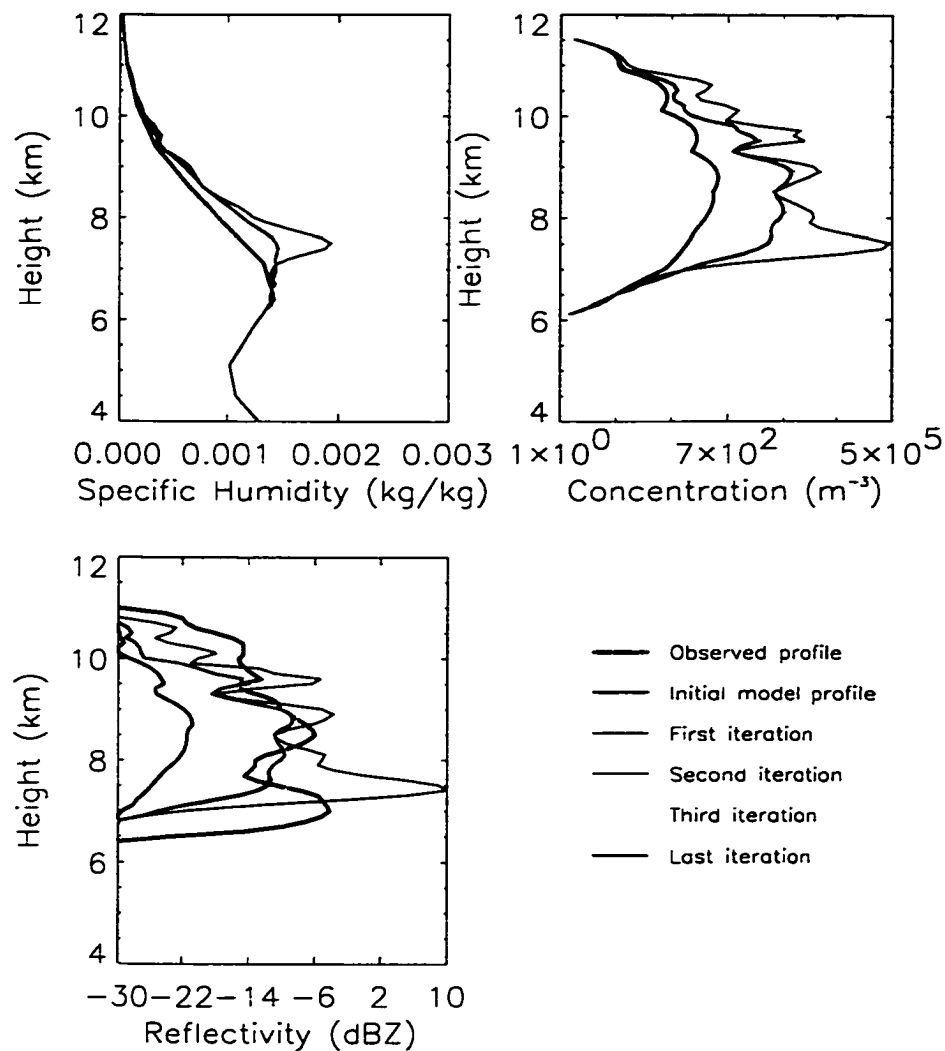 12
10
8
6
4
Height (km)
0.000 0.001 0.002 0.003
Specific Humidity (kg/kg)
12
10
8
6
4
Height (km)
1×10⁰ 7×10² 5×10⁵
Concentration (m⁻³)
12
10
8
6
4
Height (km)
−30 −22 −14 −6 2 10
Reflectivity (dBZ)
Observed profile
Initial model profile
First iteration
Second iteration
Third iteration
Last iteration